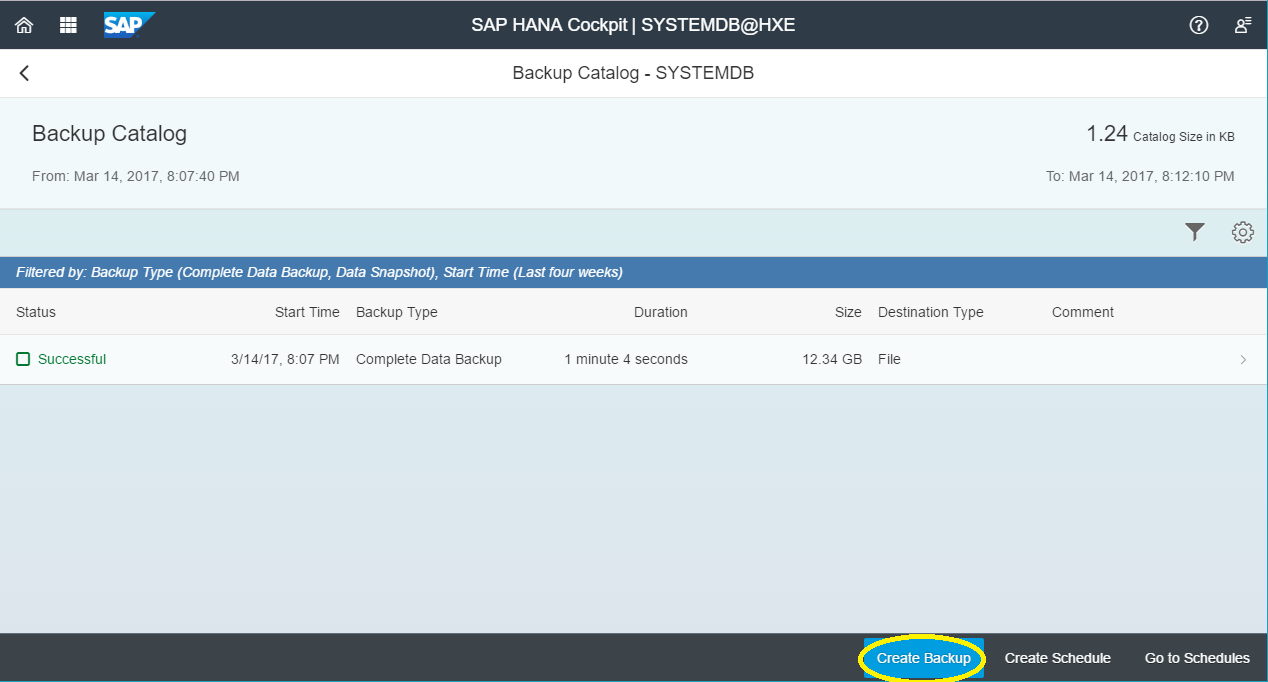 SAP SAP HANA Cockpit | SYSTEMDB@HXE
Backup Catalog - SYSTEMDB
Backup Catalog 1.24 Catalog Size in KB
From: Mar 14, 2017, 8:07:40 PM To: Mar 14, 2017, 8:12:10 PM
Filtered by: Backup Type (Complete Data Backup, Data Snapshot), Start Time (Last four weeks)
Status Start Time Backup Type Duration Size Destination Type Comment
Successful 3/14/17, 8:07 PM Complete Data Backup 1 minute 4 seconds 12.34 GB File
Create Backup Create Schedule Go to Schedules